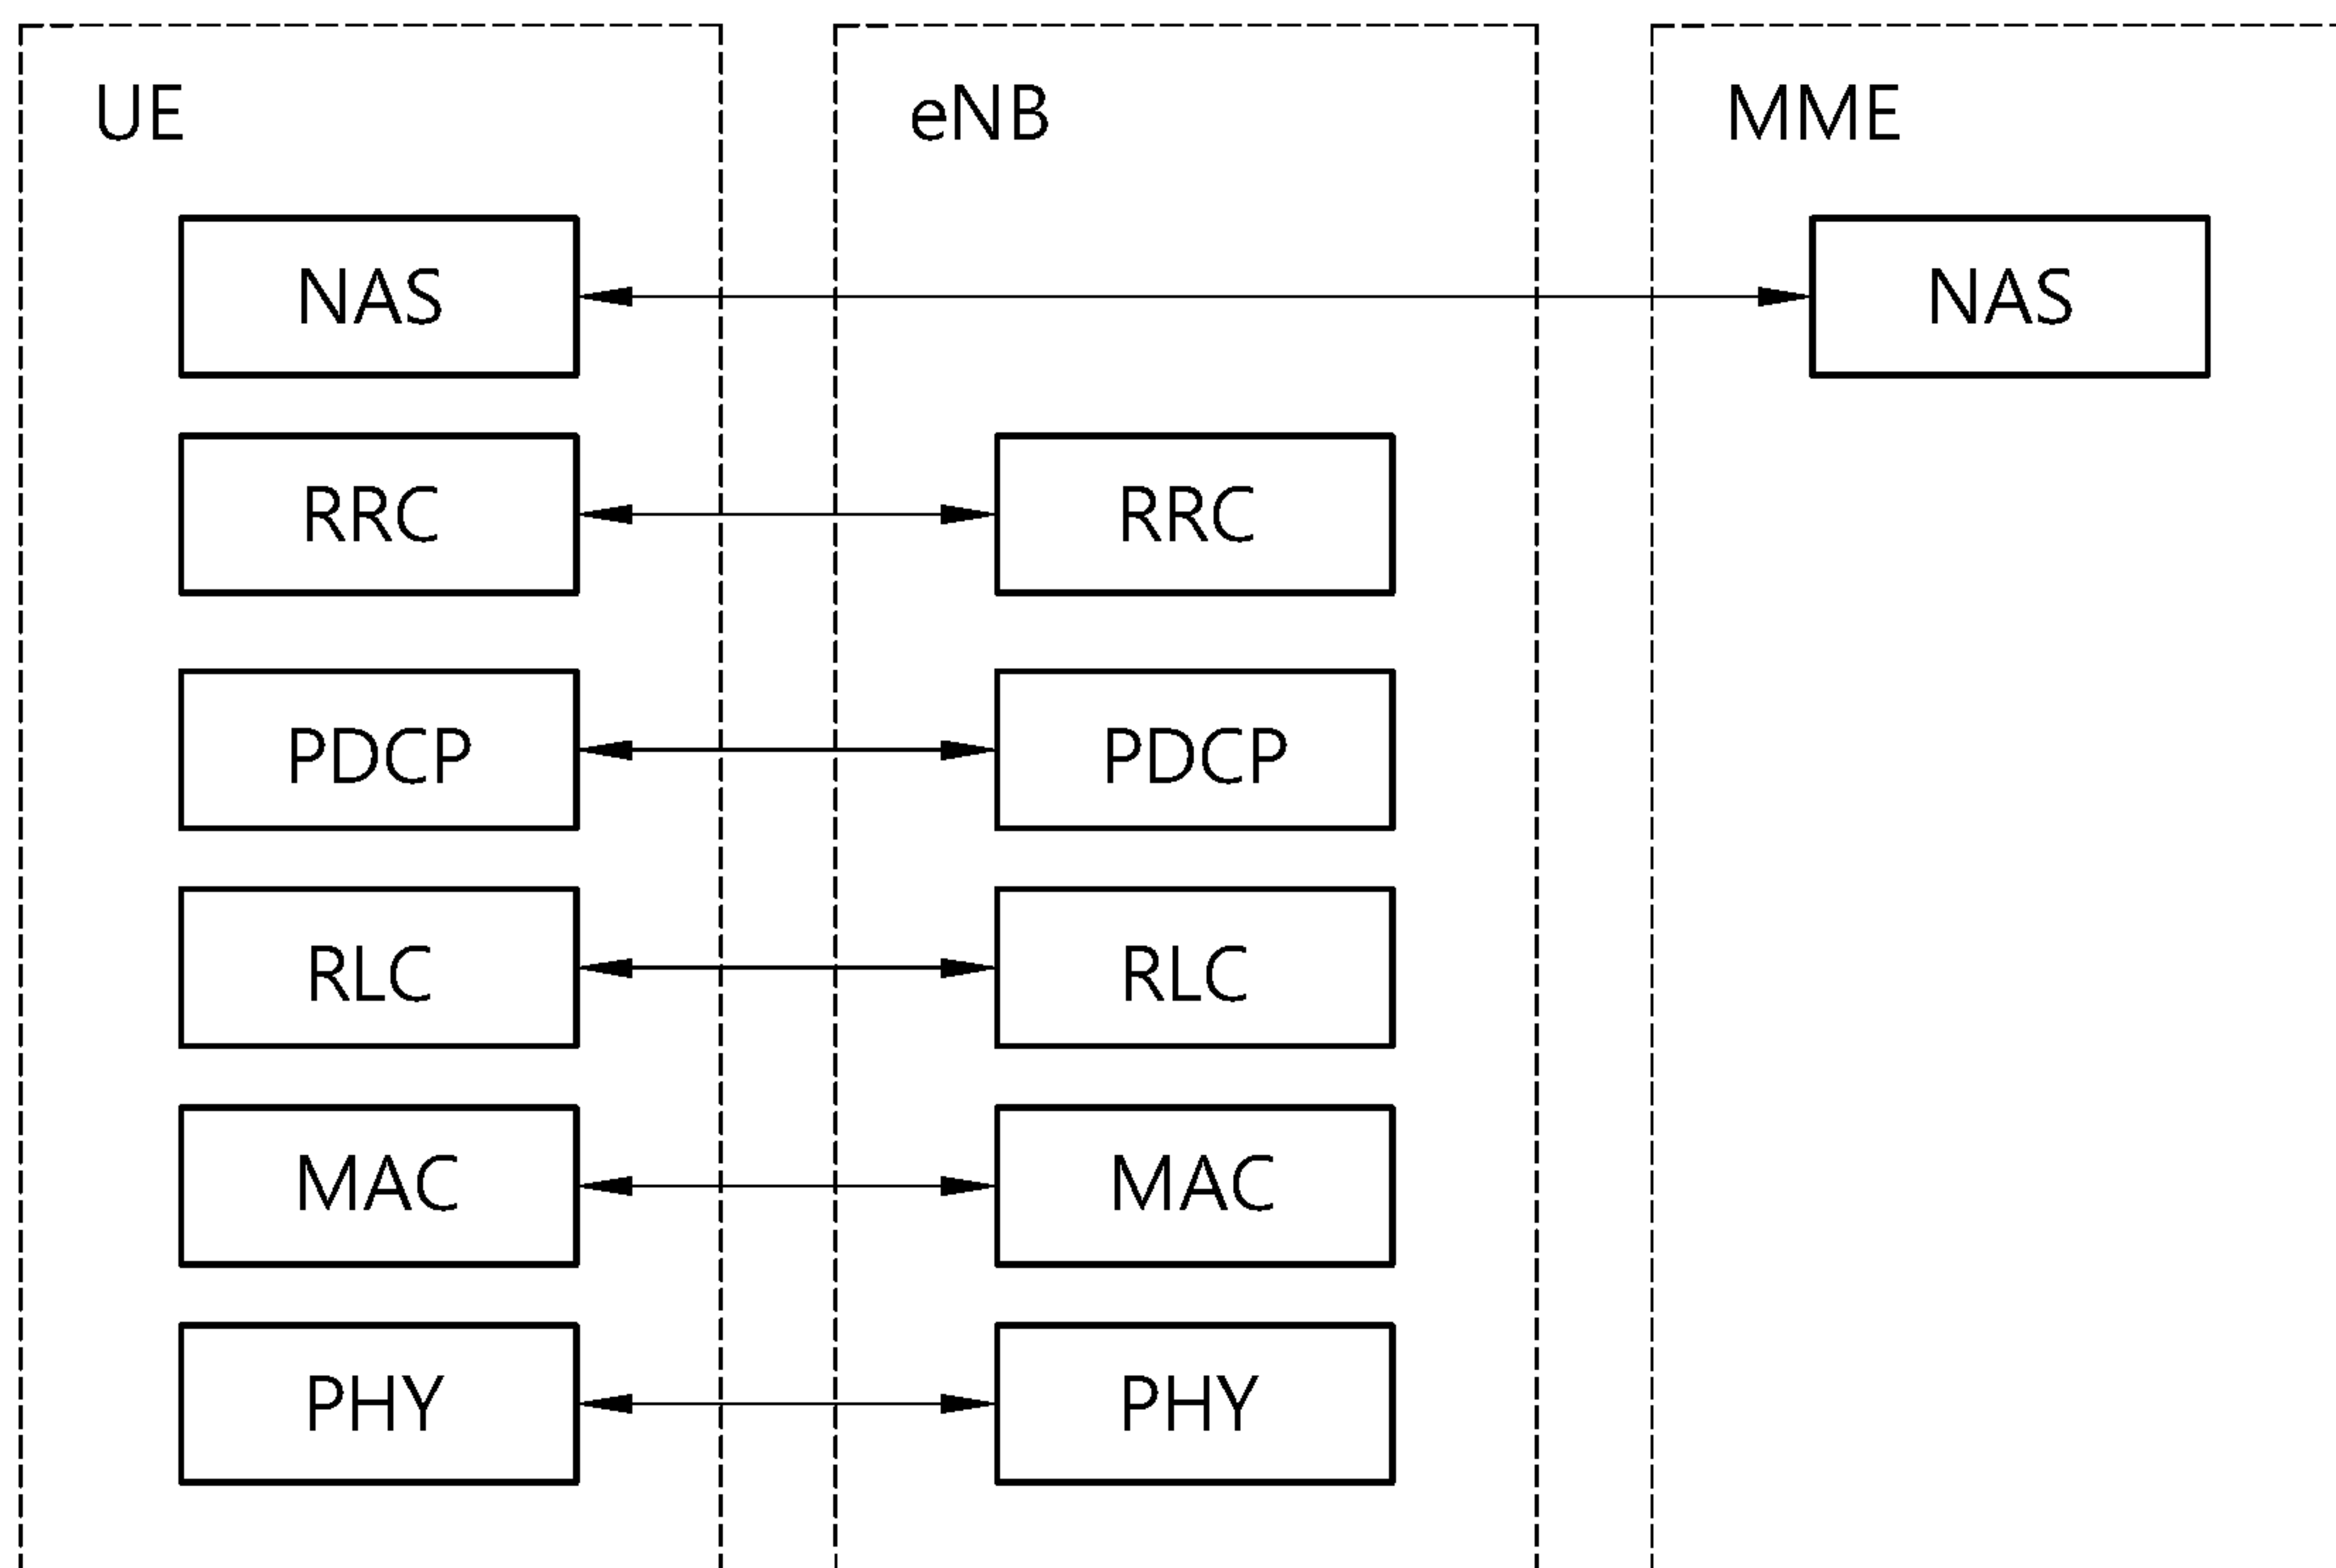 UE eNB MME
NAS NAS
RRC RRC
PDCP PDCP
RLC RLC
MAC MAC
PHY PHY